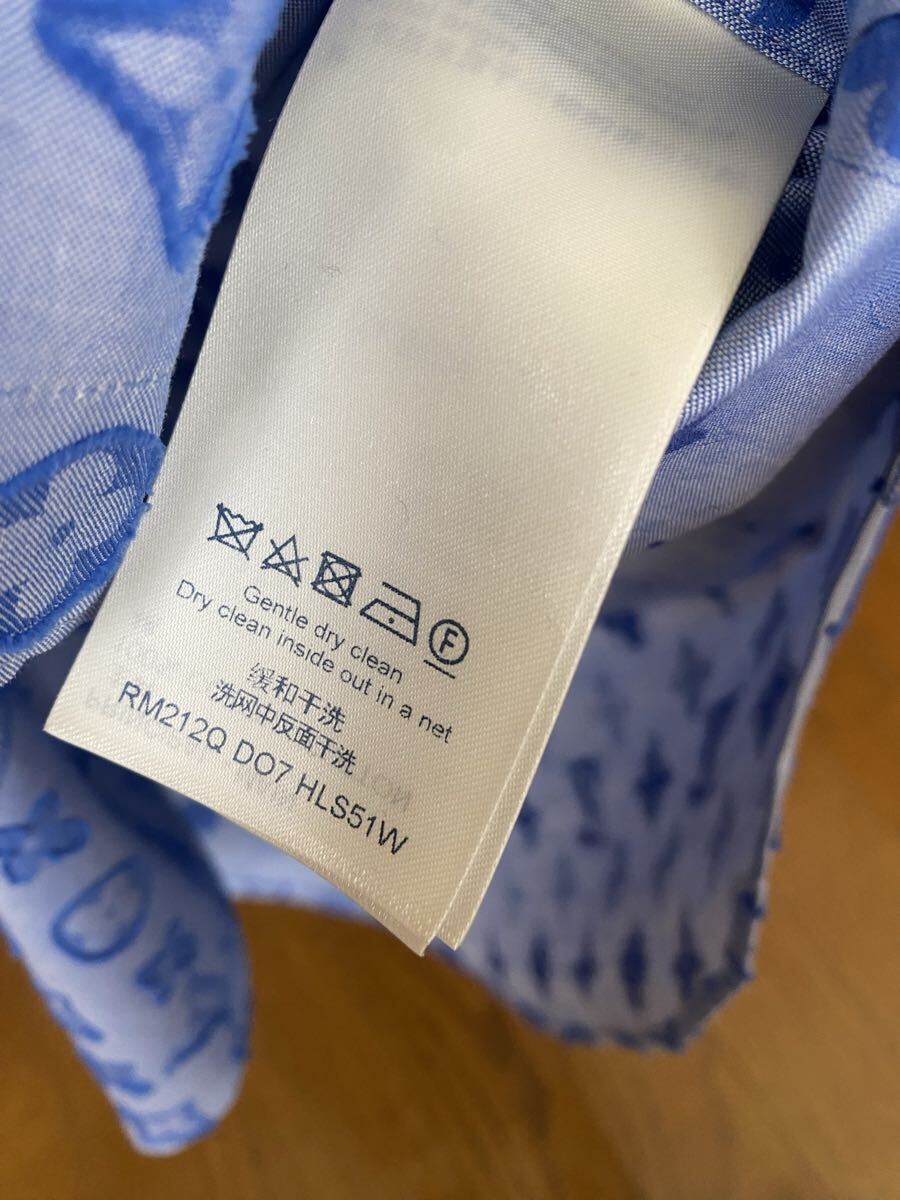 F
Gentle dry clean
Dry clean inside out in a net
缓和干洗
洗网中反面干洗
RM212Q DO7 HLS51W